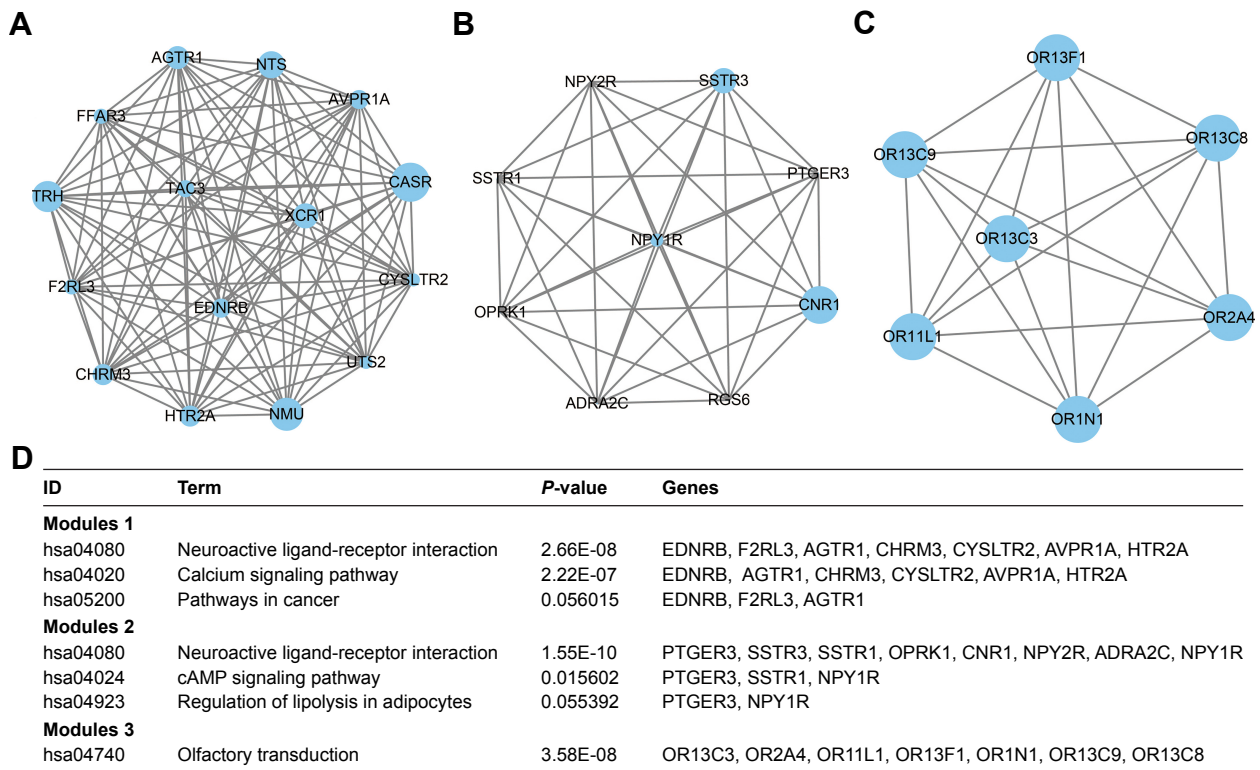 A
B
C
AGTR1
NTS
AVPR1A
FFAR3
CASR
TRH
TAC3
XCR1
CYSLTR2
F2RL3
EDNRB
UTS2
CHRM3
HTR2A
NMU
NPY2R
SSTR3
SSTR1
PTGER3
NPY1R
OPRK1
CNR1
ADRA2C
RGS6
OR13F1
OR13C9
OR13C8
OR13C3
OR11L1
OR2A4
OR1N1
D
ID Term P-value Genes
Modules 1
hsa04080 Neuroactive ligand-receptor interaction 2.66E-08 EDNRB, F2RL3, AGTR1, CHRM3, CYSLTR2, AVPR1A, HTR2A
hsa04020 Calcium signaling pathway 2.22E-07 EDNRB, AGTR1, CHRM3, CYSLTR2, AVPR1A, HTR2A
hsa05200 Pathways in cancer 0.056015 EDNRB, F2RL3, AGTR1
Modules 2
hsa04080 Neuroactive ligand-receptor interaction 1.55E-10 PTGER3, SSTR3, SSTR1, OPRK1, CNR1, NPY2R, ADRA2C, NPY1R
hsa04024 cAMP signaling pathway 0.015602 PTGER3, SSTR1, NPY1R
hsa04923 Regulation of lipolysis in adipocytes 0.055392 PTGER3, NPY1R
Modules 3
hsa04740 Olfactory transduction 3.58E-08 OR13C3, OR2A4, OR11L1, OR13F1, OR1N1, OR13C9, OR13C8